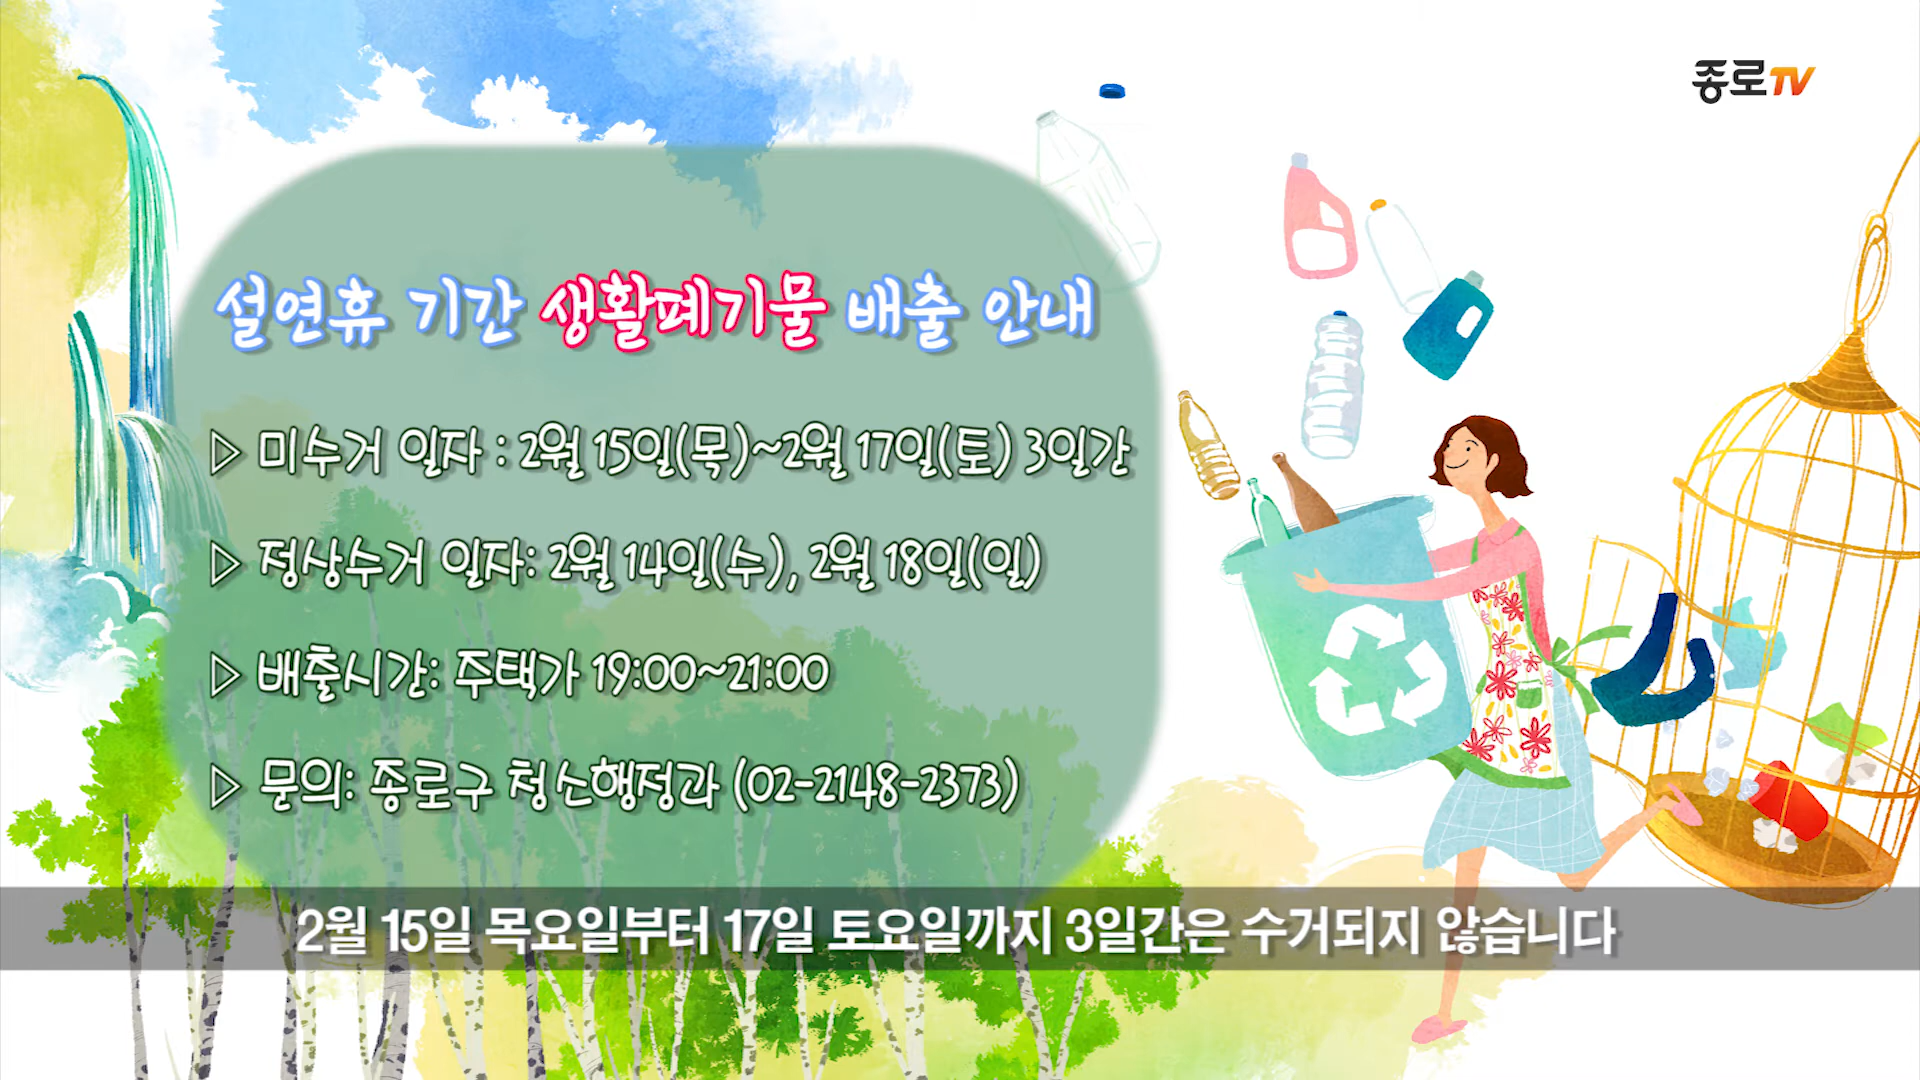 종로TV
설연휴 기간 생활폐기물 배출 안내
▷ 미수거 일자 : 2월 15일(목)~2월 17일(토) 3일간
▷ 정상수거 일자: 2월 14일(수), 2월 18일(일)
▷ 배출시간: 주택가 19:00~21:00
▷ 문의: 종로구 청소행정과 (02-2148-2373)
2월 15일 목요일부터 17일 토요일까지 3일간은 수거되지 않습니다